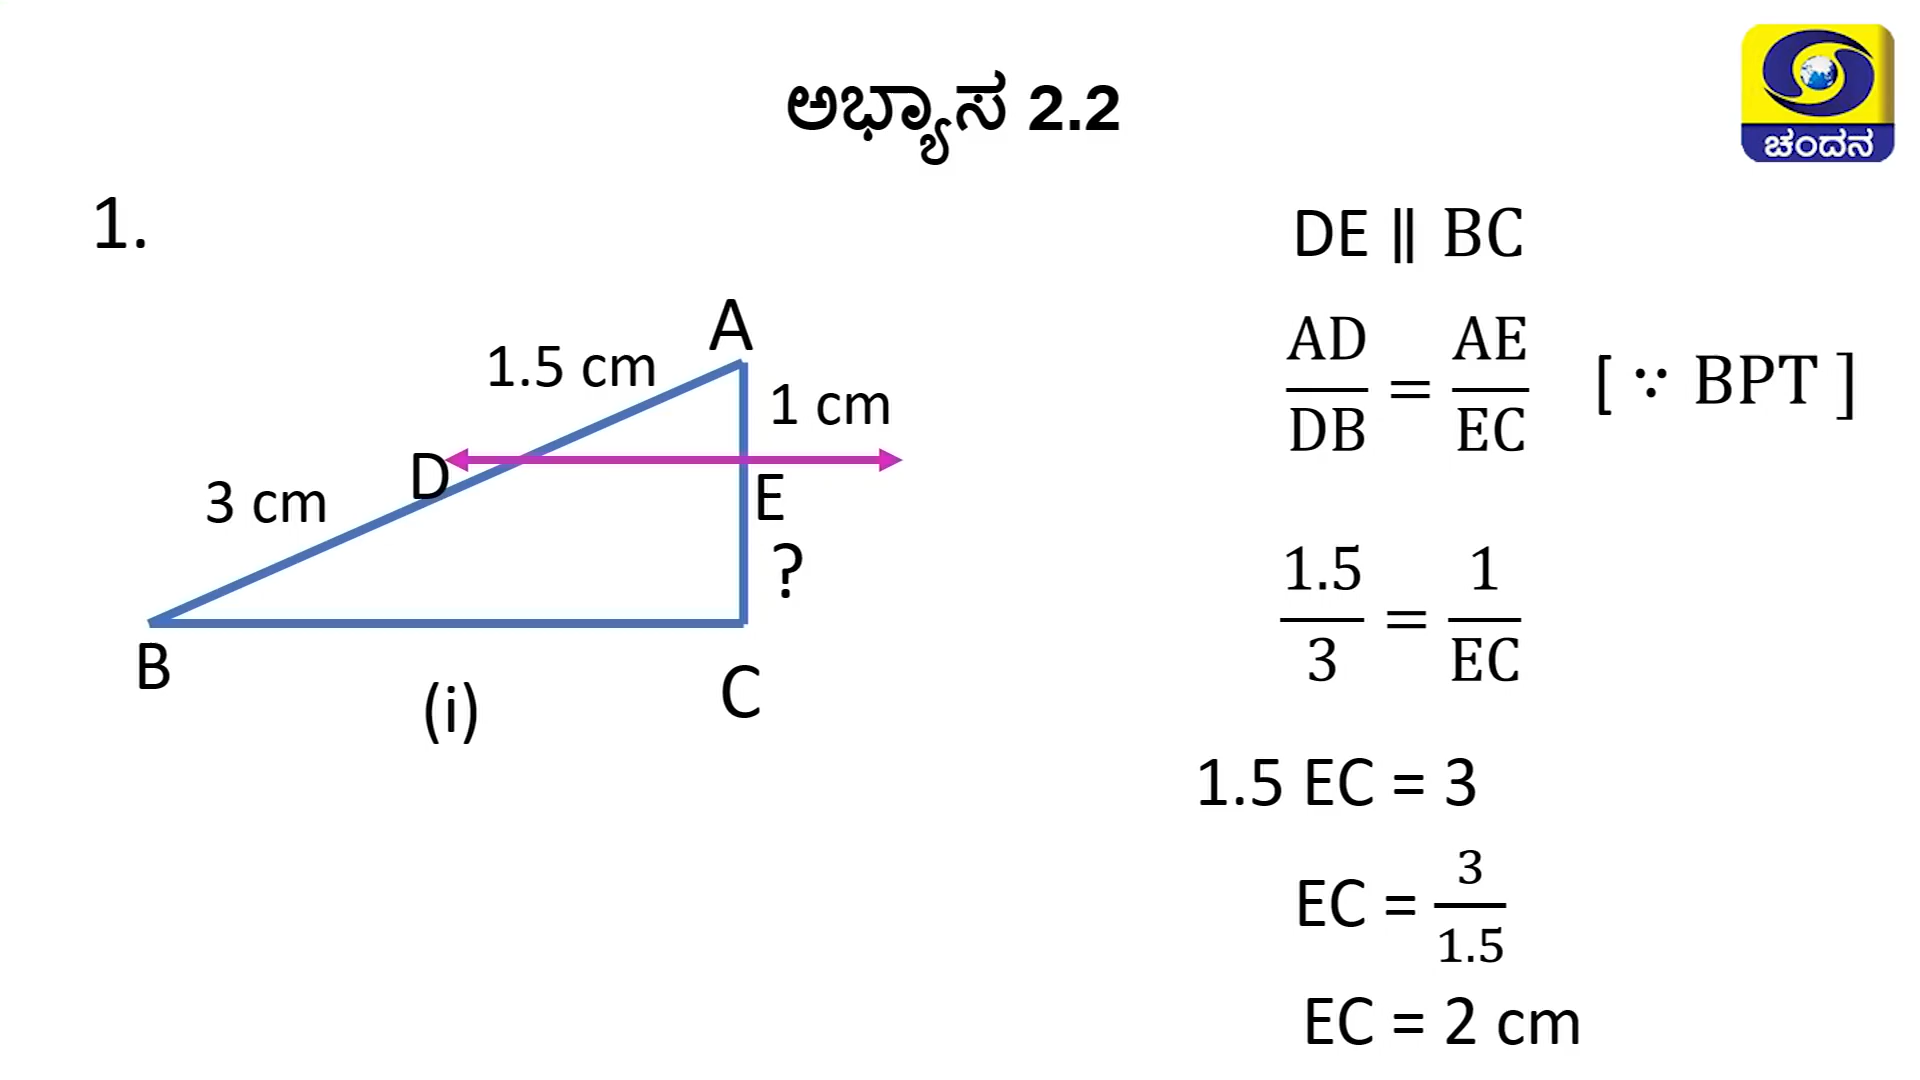 ಅಭ್ಯಾಸ 2.2
ಚಂದನ
1.
A
1.5 cm
1 cm
D
3 cm
E
?
B
C
(i)
DE ∥ BC
AD/DB = AE/EC [ ∵ BPT ]
1.5/3 = 1/EC
1.5 EC = 3
EC = 3/1.5
EC = 2 cm